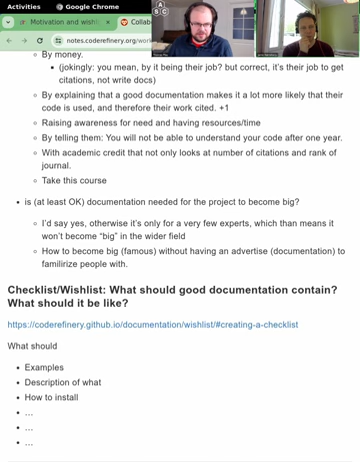 Activities
Google Chrome
Motivation and wishl
Collab
notes.coderefinery.org/work
A
S C
By money.
(jokingly: you mean, by it being their job? but correct, it's their job to get
citations, not write docs)
By explaining that a good documentation makes it a lot more likely that their
code is used, and therefore their work cited. +1
Raising awareness for need and having resources/time
By telling them: You will not be able to understand your code after one year.
With academic credit that not only looks at number of citations and rank of
journal.
Take this course
is (at least OK) documentation needed for the project to become big?
I'd say yes, otherwise it's only for a very few experts, which than means it
won't become "big" in the wider field
How to become big (famous) without having an advertise (documentation) to
familirize people with.
Checklist/Wishlist: What should good documentation contain?
What should it be like?
https://coderefinery.github.io/documentation/wishlist/#creating-a-checklist
What should
Examples
Description of what
How to install
...
...
...